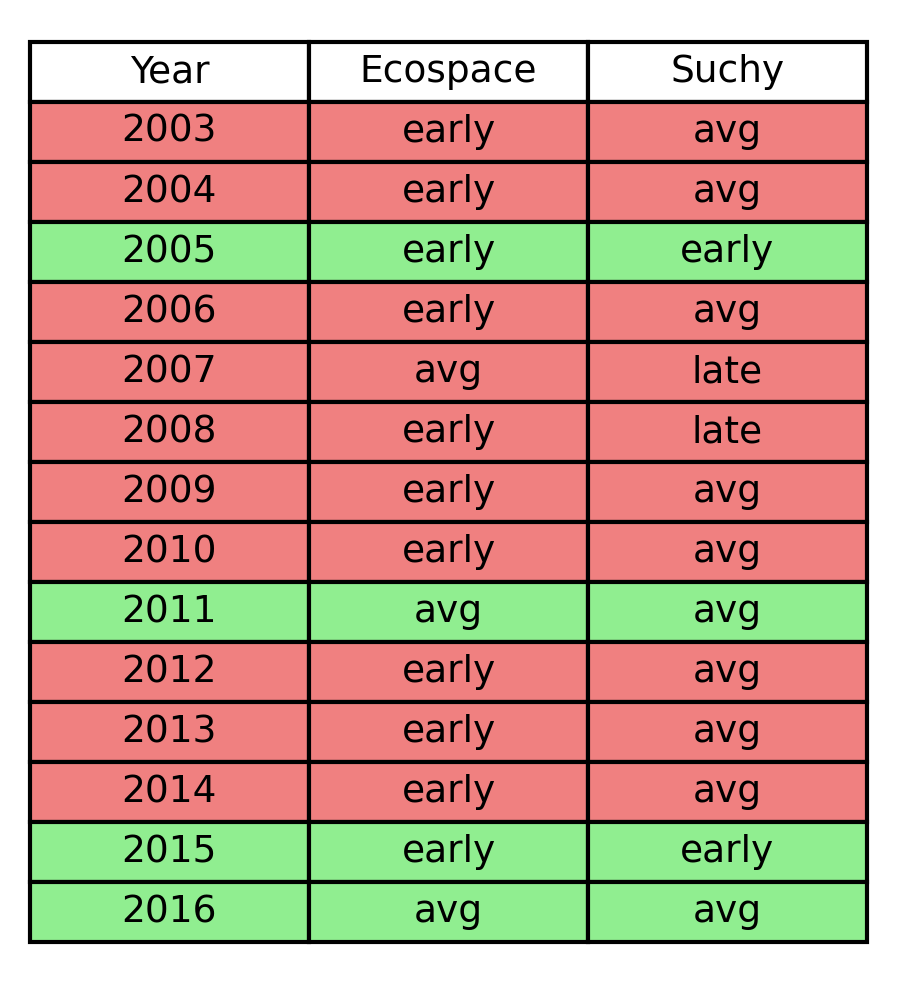 Year Ecospace Suchy
2003 early avg
2004 early avg
2005 early early
2006 early avg
2007 avg late
2008 early late
2009 early avg
2010 early avg
2011 avg avg
2012 early avg
2013 early avg
2014 early avg
2015 early early
2016 avg avg